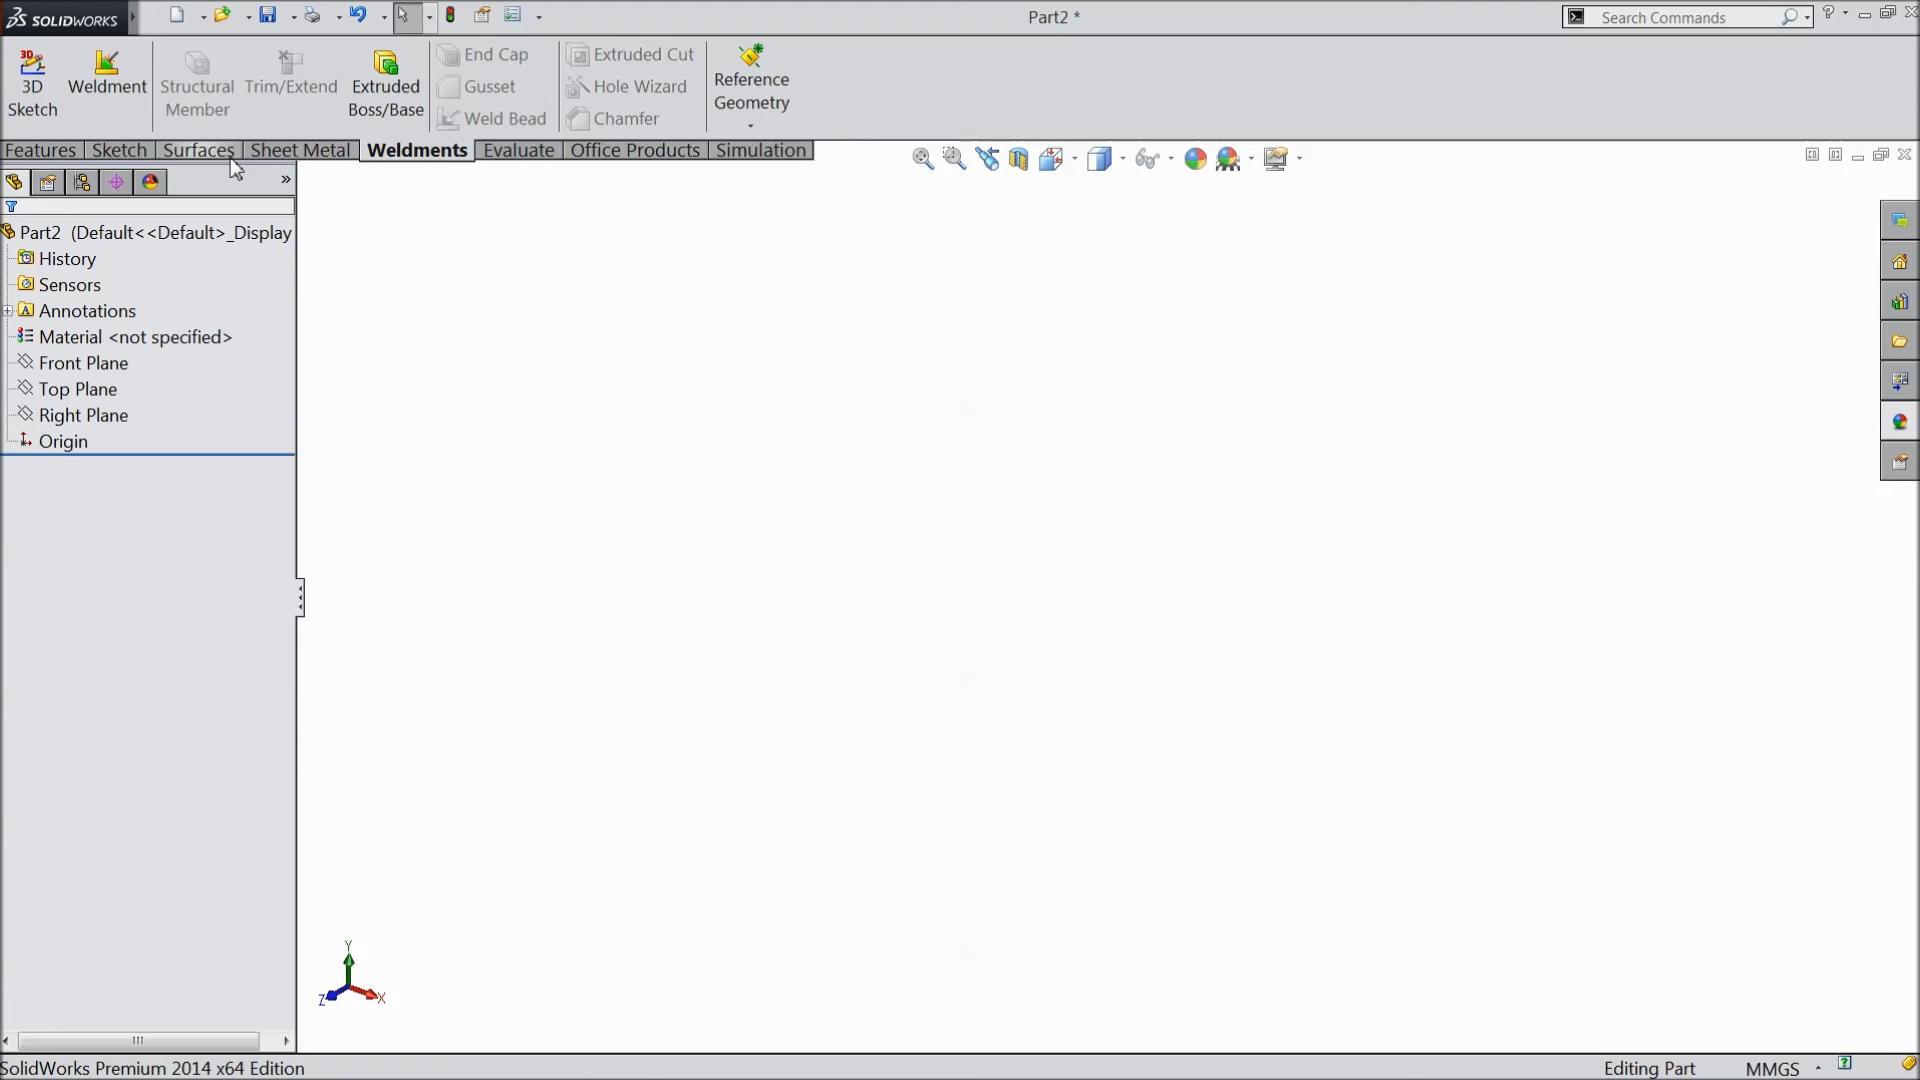 SOLIDWORKS
Part2 *
Search Commands
3D Sketch
Weldment
Structural Member
Trim/Extend
Extruded Boss/Base
End Cap
Gusset
Weld Bead
Extruded Cut
Hole Wizard
Chamfer
Reference Geometry
Features Sketch Surfaces Sheet Metal Weldments Evaluate Office Products Simulation
Part2 (Default<<Default>_Display
History
Sensors
Annotations
Material <not specified>
Front Plane
Top Plane
Right Plane
Origin
Y
Z
X
SolidWorks Premium 2014 x64 Edition
Editing Part
MMGS